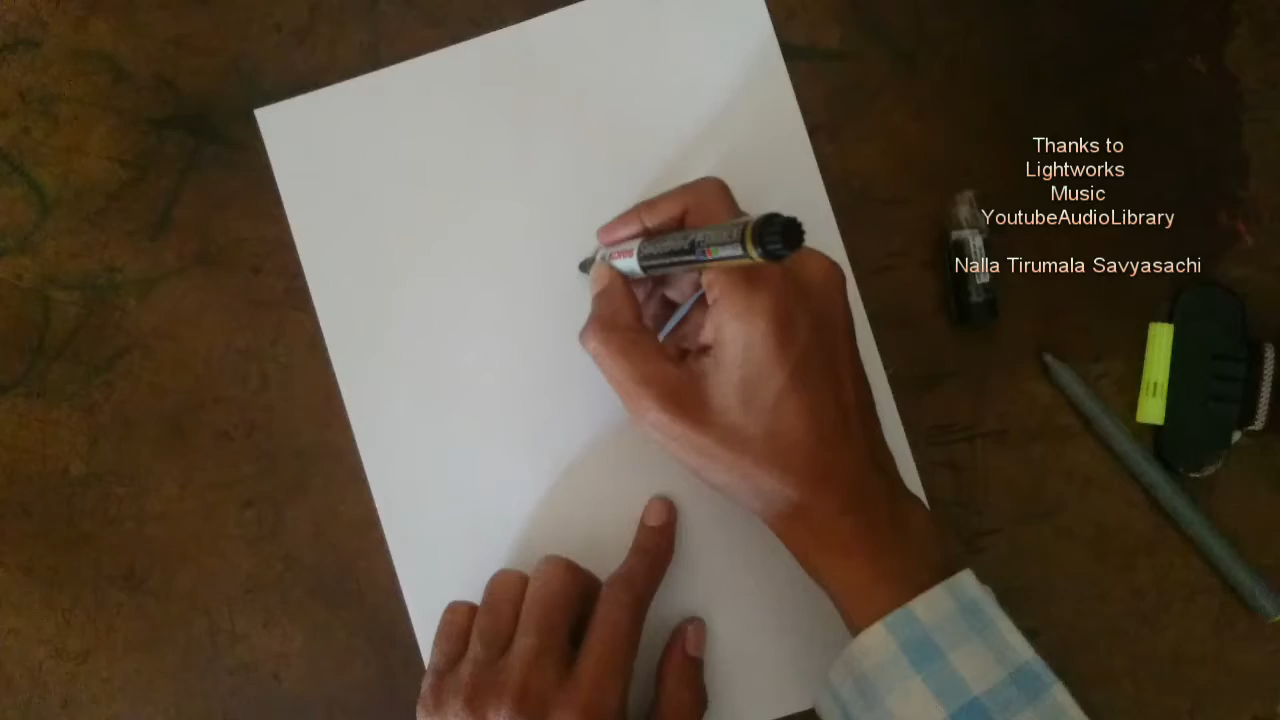 Thanks to
Lightworks
Music
YoutubeAudioLibrary
Nalla Tirumala Savyasachi